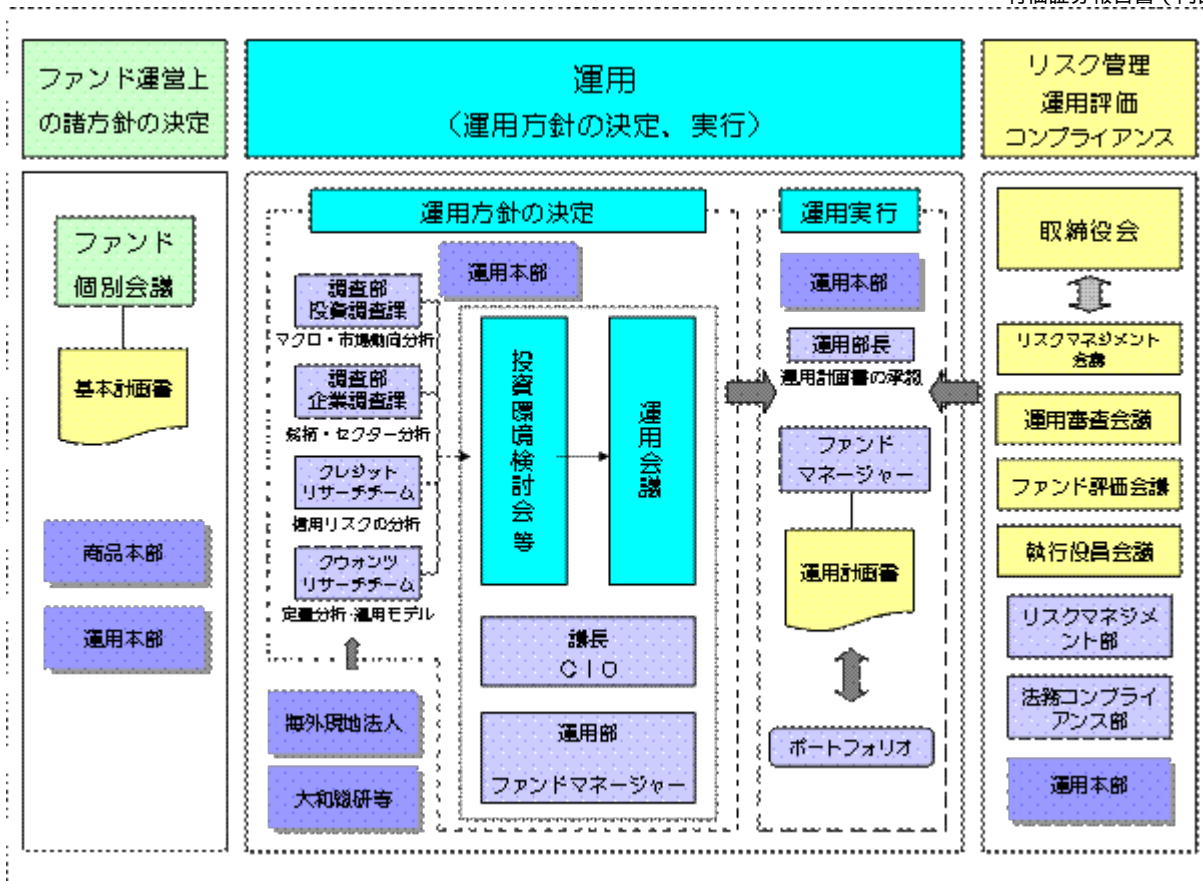 有価証券報告書（内
ファンド運営上
の諸方針の決定
運用
（運用方針の決定、実行）
リスク管理
運用評価
コンプライアンス
ファンド
個別会議
基本計画書
商品本部
運用本部
運用方針の決定
運用本部
調査部
投資調査課
マクロ・市場動向分析
調査部
企業調査課
銘柄・セクター分析
クレジット
リサーチチーム
信用リスクの分析
クウォンツ
リサーチチーム
定量分析・運用モデル
海外現地法人
大和総研等
投資環境検討会等
運用会議
議長
CIO
運用部
ファンドマネージャー
運用実行
運用本部
運用部長
運用計画書の承認
ファンド
マネージャー
運用計画書
ポートフォリオ
取締役会
リスクマネジメント
会議
運用審査会議
ファンド評価会議
執行役員会議
リスクマネジメ
ント部
法務コンプライ
アンス部
運用本部